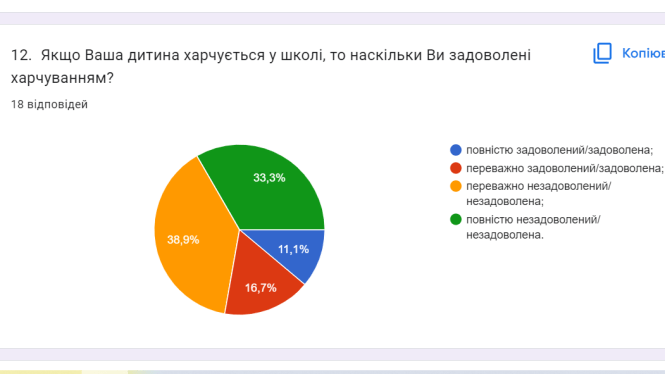 12. Якщо Ваша дитина харчується у школі, то наскільки Ви задоволені
харчуванням?
Копіюв
18 відповідей
33,3%
38,9%
11,1%
16,7%
повністю задоволений/задоволена;
переважно задоволений/задоволена;
переважно незадоволений/
незадоволена;
повністю незадоволений/
незадоволена.